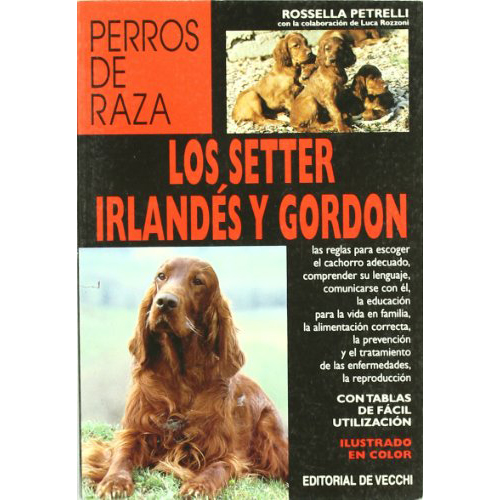 PERROS
DE
RAZA
ROSSELLA PETRELLI
con la colaboración de Luca Rozzoni
LOS SETTER
IRLANDÉS Y GORDON
las reglas para escoger
el cachorro adecuado,
comprender su lenguaje,
comunicarse con él,
la educación
para la vida en familia,
la alimentación correcta,
la prevención
y el tratamiento
de las enfermedades,
la reproducción
CON TABLAS
DE FÁCIL
UTILIZACIÓN
ILUSTRADO
EN COLOR
EDITORIAL DE VECCHI